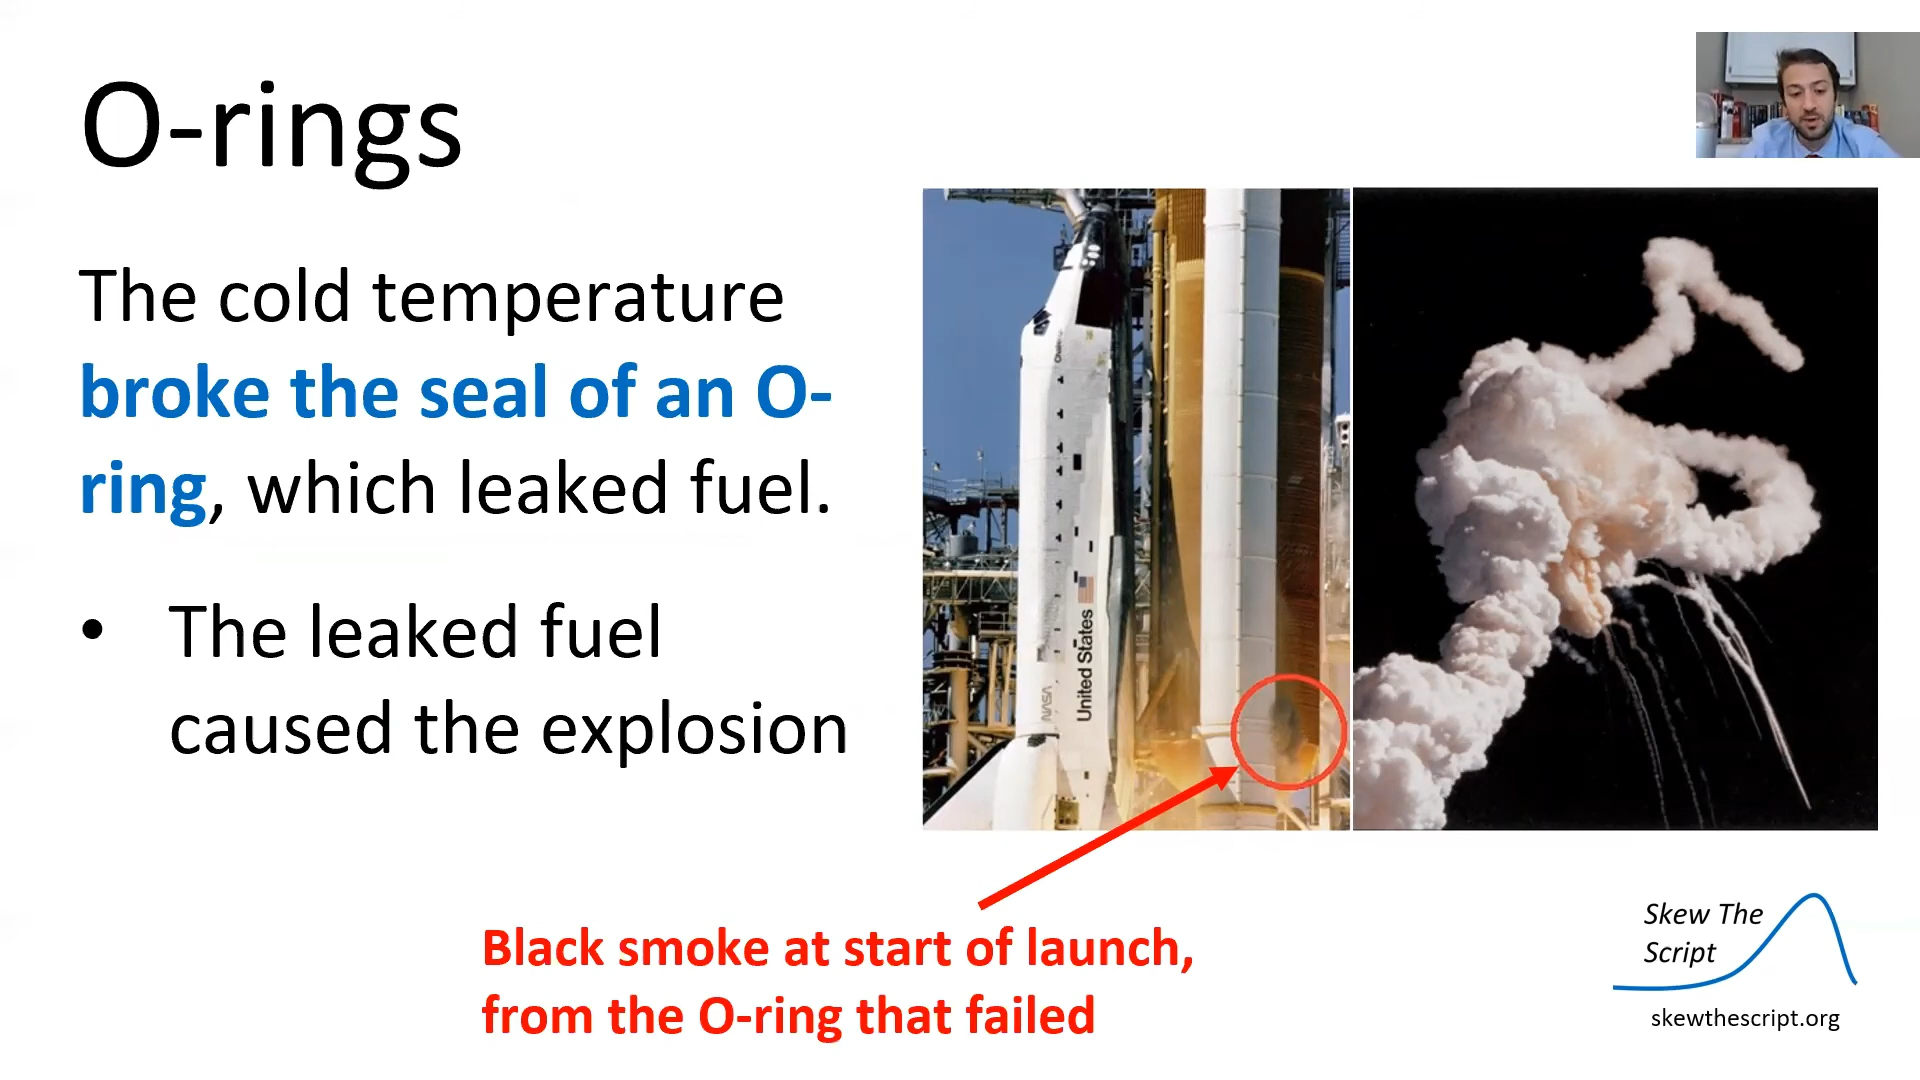 O-rings
The cold temperature
broke the seal of an O-
ring, which leaked fuel.
• The leaked fuel
caused the explosion
United States
NASA
Black smoke at start of launch,
from the O-ring that failed
Skew The
Script
skewthescript.org